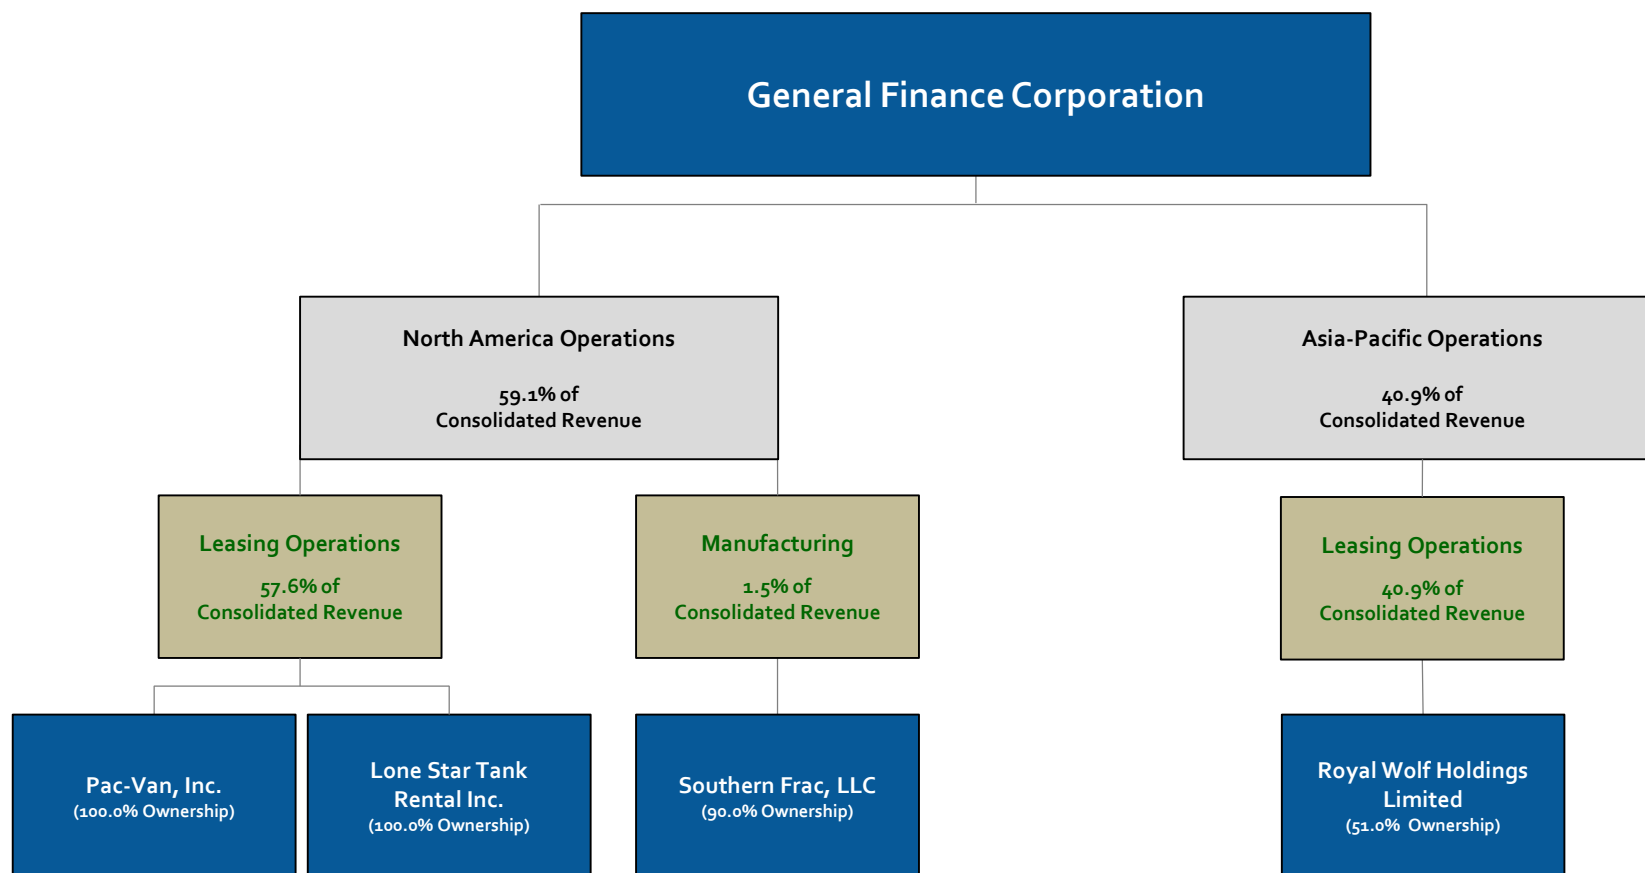 General Finance Corporation
North America Operations
59.1% of
Consolidated Revenue
Asia-Pacific Operations
40.9% of
Consolidated Revenue
Leasing Operations
57.6% of
Consolidated Revenue
Manufacturing
1.5% of
Consolidated Revenue
Leasing Operations
40.9% of
Consolidated Revenue
Pac-Van, Inc.
(100.0% Ownership)
Lone Star Tank
Rental Inc.
(100.0% Ownership)
Southern Frac, LLC
(90.0% Ownership)
Royal Wolf Holdings
Limited
(51.0% Ownership)